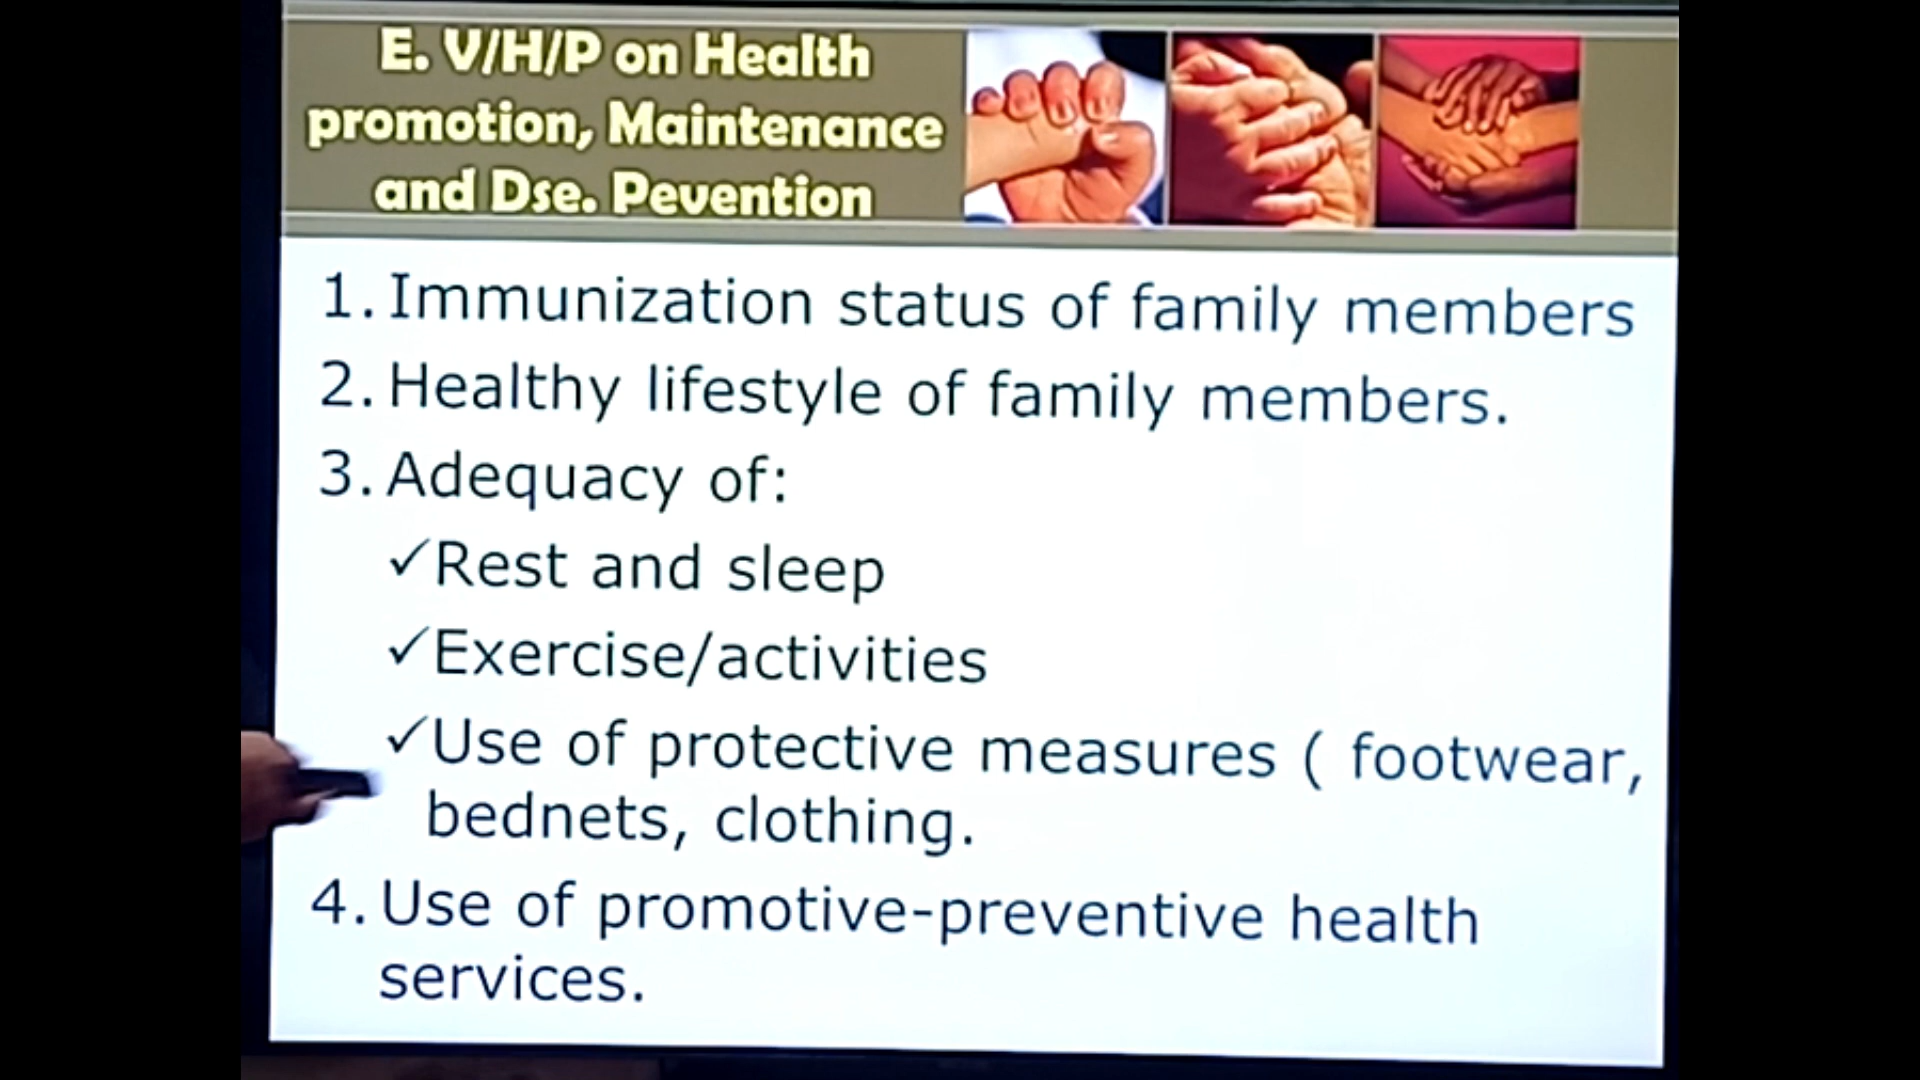 E. V/H/P on Health
promotion, Maintenance
and Dse. Pevention
1. Immunization status of family members
2. Healthy lifestyle of family members.
3. Adequacy of:
✓Rest and sleep
✓Exercise/activities
✓Use of protective measures ( footwear,
bednets, clothing.
4. Use of promotive-preventive health
services.